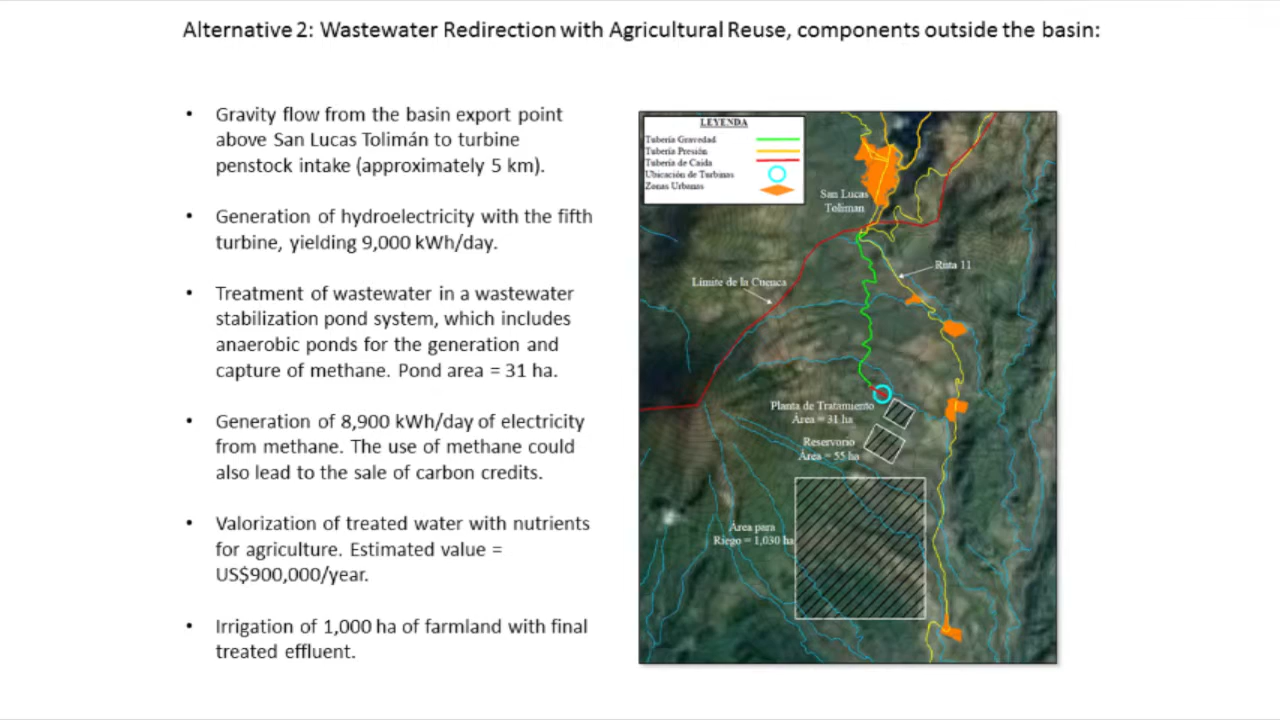 Alternative 2: Wastewater Redirection with Agricultural Reuse, components outside the basin:
• Gravity flow from the basin export point
above San Lucas Tolimán to turbine
penstock intake (approximately 5 km).
• Generation of hydroelectricity with the fifth
turbine, yielding 9,000 kWh/day.
• Treatment of wastewater in a wastewater
stabilization pond system, which includes
anaerobic ponds for the generation and
capture of methane. Pond area = 31 ha.
• Generation of 8,900 kWh/day of electricity
from methane. The use of methane could
also lead to the sale of carbon credits.
• Valorization of treated water with nutrients
for agriculture. Estimated value =
US$900,000/year.
• Irrigation of 1,000 ha of farmland with final
treated effluent.
LEYENDA
Tubería Gravedad
Tubería Presión
Tubería de Caída
Ubicación de Turbinas
Zonas Urbanas
San Lucas
Toliman
Ruta 11
Límite de la Cuenca
Planta de Tratamiento
Área = 31 ha
Reservorio
Área = 55 ha
Área para
Riego = 1,030 ha